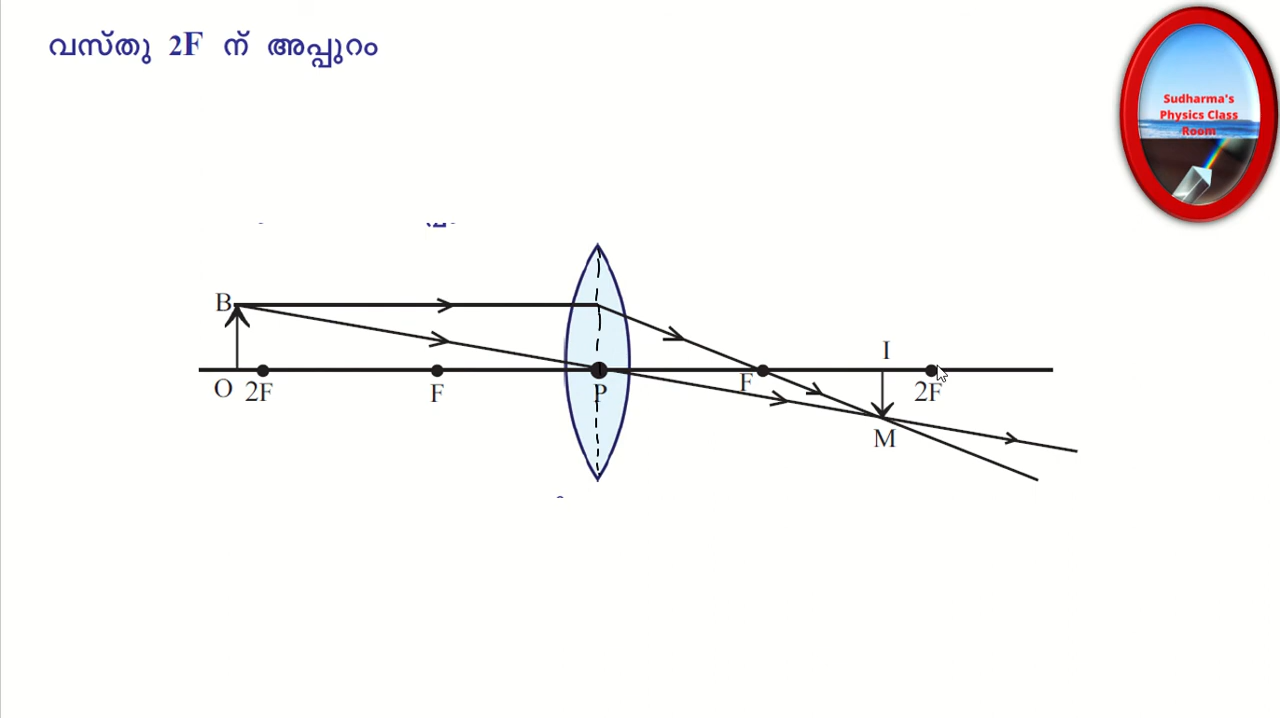 വസ്തു 2F ന് അപ്പുറം
Sudharma's
Physics Class
Room
B
I
O 2F
F
P
F
2F
M